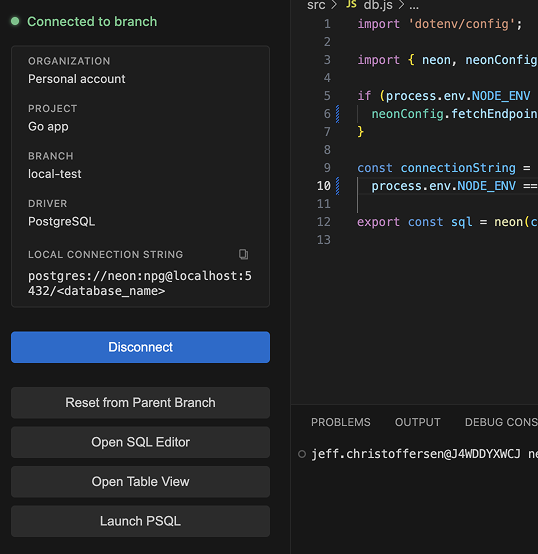 Connected to branch
ORGANIZATION
Personal account
PROJECT
Go app
BRANCH
local-test
DRIVER
PostgreSQL
LOCAL CONNECTION STRING
postgres://neon:npg@localhost:5
432/<database_name>
Disconnect
Reset from Parent Branch
Open SQL Editor
Open Table View
Launch PSQL
src > JS db.js > ...
1 import 'dotenv/config';
2
3 import { neon, neonConfig
4
5 if (process.env.NODE_ENV
6 neonConfig.fetchEndpoin
7 }
8
9 const connectionString =
10 process.env.NODE_ENV ==
11
12 export const sql = neon(c
13
PROBLEMS OUTPUT DEBUG CONS
jeff.christoffersen@J4WDDYXWCJ ne